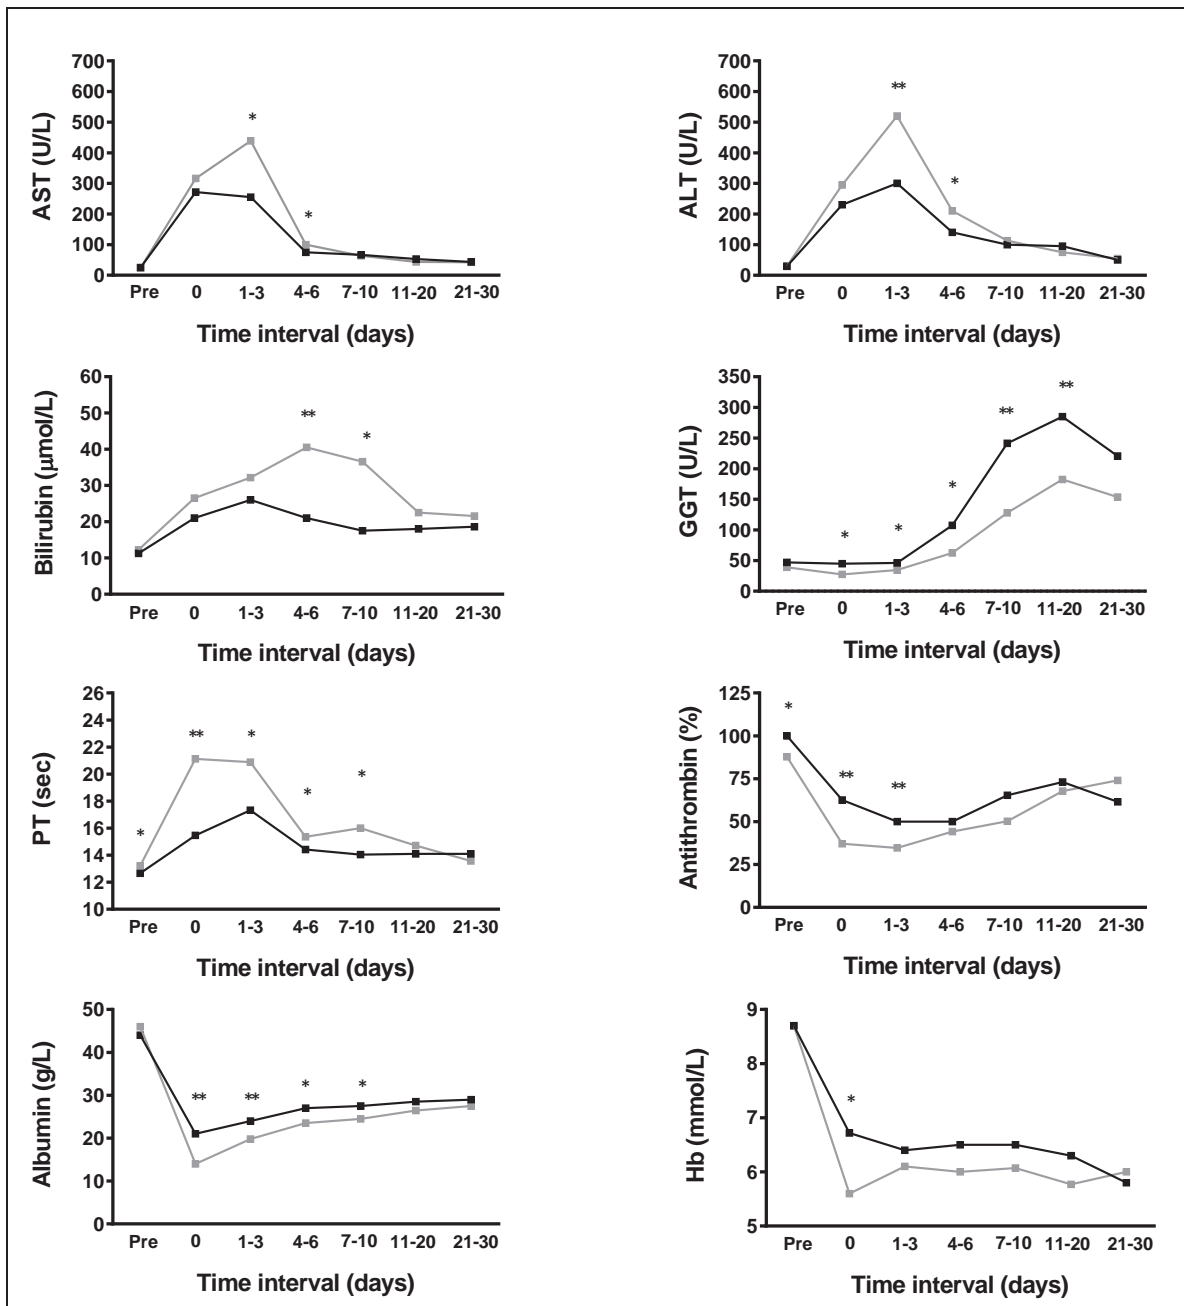 AST (U/L)
700
600
500
400
300
200
100
0
*
*
Pre 0 1-3 4-6 7-10 11-20 21-30
Time interval (days)
ALT (U/L)
700
600
500
400
300
200
100
0
**
*
Pre 0 1-3 4-6 7-10 11-20 21-30
Time interval (days)
Bilirubin (μmol/L)
60
50
40
30
20
10
0
**
*
Pre 0 1-3 4-6 7-10 11-20 21-30
Time interval (days)
GGT (U/L)
350
300
250
200
150
100
50
0
* * * ** **
Pre 0 1-3 4-6 7-10 11-20 21-30
Time interval (days)
PT (sec)
26
24
22
20
18
16
14
12
10
* ** * * *
Pre 0 1-3 4-6 7-10 11-20 21-30
Time interval (days)
Antithrombin (%)
125
100
75
50
25
0
* ** **
Pre 0 1-3 4-6 7-10 11-20 21-30
Time interval (days)
Albumin (g/L)
50
40
30
20
10
0
** ** * *
Pre 0 1-3 4-6 7-10 11-20 21-30
Time interval (days)
Hb (mmol/L)
9
8
7
6
5
*
Pre 0 1-3 4-6 7-10 11-20 21-30
Time interval (days)